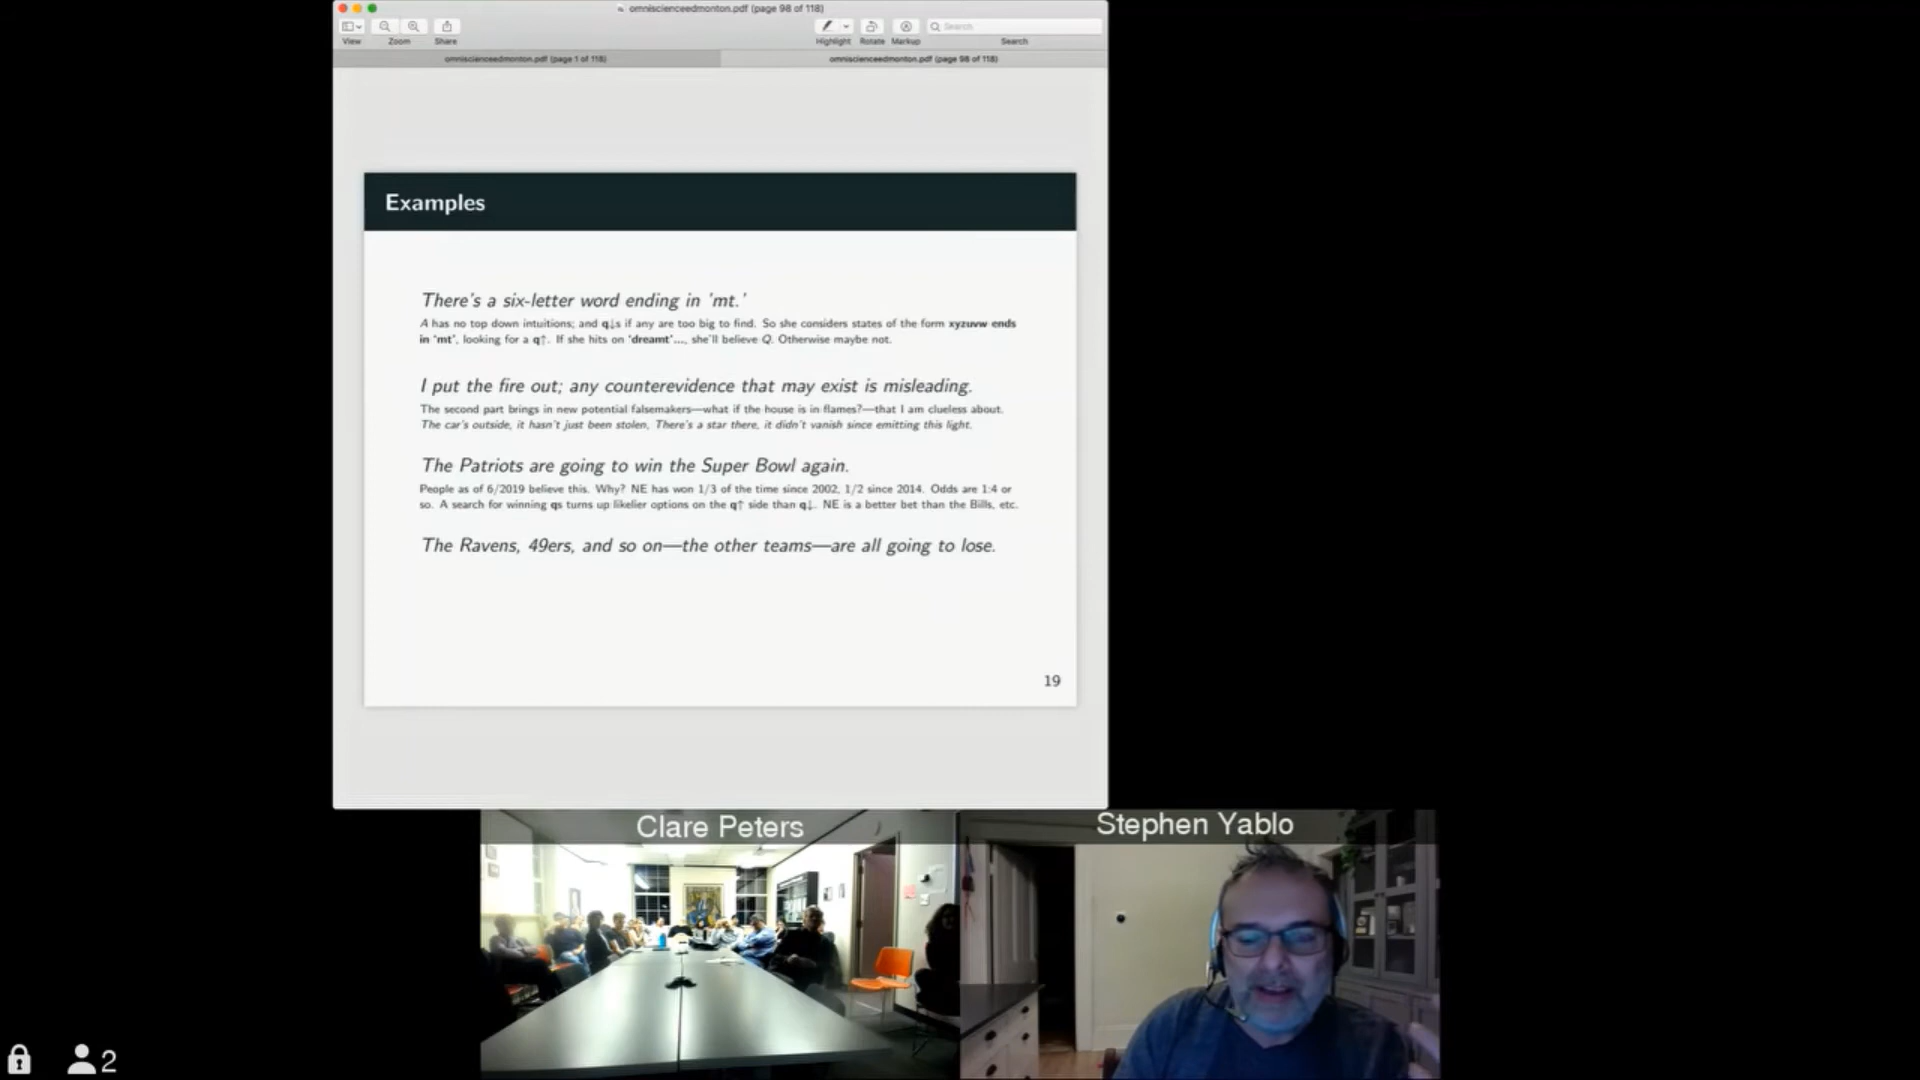 omniscienceedmonton.pdf (page 98 of 118)
View Zoom Share Highlight Rotate Markup Search
Search
omniscienceedmonton.pdf (page 1 of 118)
omniscienceedmonton.pdf (page 98 of 118)
Examples
There's a six-letter word ending in 'mt.'
A has no top down intuitions; and q↓s if any are too big to find. So she considers states of the form xyzuvw ends
in 'mt', looking for a q↑. If she hits on 'dreamt'..., she'll believe Q. Otherwise maybe not.
I put the fire out; any counterevidence that may exist is misleading.
The second part brings in new potential falsemakers—what if the house is in flames?—that I am clueless about.
The car's outside, it hasn't just been stolen, There's a star there, it didn't vanish since emitting this light.
The Patriots are going to win the Super Bowl again.
People as of 6/2019 believe this. Why? NE has won 1/3 of the time since 2002, 1/2 since 2014. Odds are 1:4 or
so. A search for winning qs turns up likelier options on the q↑ side than q↓. NE is a better bet than the Bills, etc.
The Ravens, 49ers, and so on—the other teams—are all going to lose.
19
Clare Peters
Stephen Yablo
2